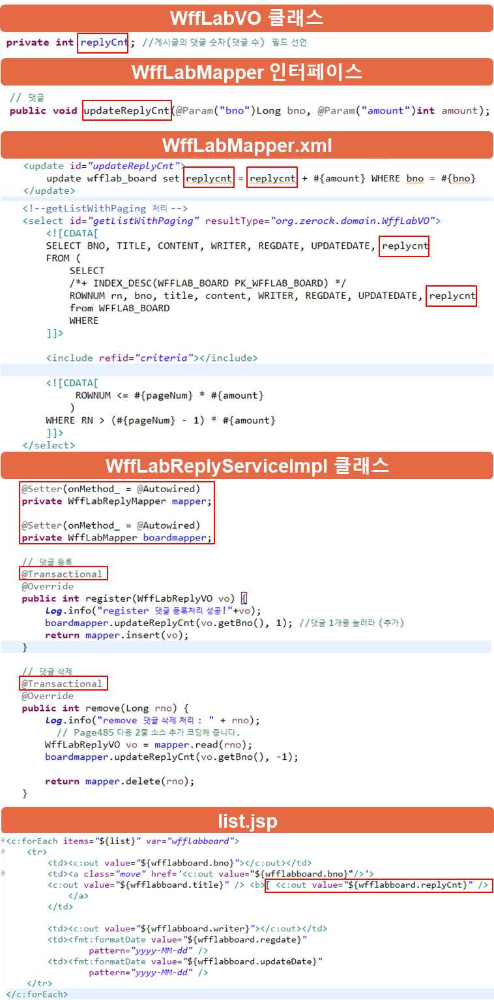 WffLabVO 클래스
private int replyCnt; //게시글의 댓글 숫자(댓글 수) 필드 선언
WffLabMapper 인터페이스
// 댓글
public void updateReplyCnt(@Param("bno")Long bno, @Param("amount")int amount);
WffLabMapper.xml
<update id="updateReplyCnt">
update wfflab_board set replycnt = replycnt + #{amount} WHERE bno = #{bno}
</update>
<!--getListWithPaging 처리 -->
<select id="getListWithPaging" resultType="org.zerock.domain.WffLabVO">
<![CDATA[
SELECT BNO, TITLE, CONTENT, WRITER, REGDATE, UPDATEDATE, replycnt
FROM (
SELECT
/*+ INDEX_DESC(WFFLAB_BOARD PK_WFFLAB_BOARD) */
ROWNUM rn, bno, title, content, WRITER, REGDATE, UPDATEDATE, replycnt
from WFFLAB_BOARD
WHERE
]]>
<include refid="criteria"></include>
<![CDATA[
ROWNUM <= #{pageNum} * #{amount}
)
WHERE RN > (#{pageNum} - 1) * #{amount}
]]>
</select>
WffLabReplyServiceImpl 클래스
@Setter(onMethod_ = @Autowired)
private WffLabReplyMapper mapper;
@Setter(onMethod_ = @Autowired)
private WffLabMapper boardmapper;
// 댓글 등록
@Transactional
@Override
public int register(WffLabReplyVO vo) {
log.info("register 댓글 등록처리 성공!"+vo);
boardmapper.updateReplyCnt(vo.getBno(), 1); //댓글 1개를 늘려라 (추가)
return mapper.insert(vo);
}
// 댓글 삭제
@Transactional
@Override
public int remove(Long rno) {
log.info("remove 댓글 삭제 처리 : " + rno);
// Page485 다음 2줄 소스 추가 코딩해 줍니다.
WffLabReplyVO vo = mapper.read(rno);
boardmapper.updateReplyCnt(vo.getBno(), -1);
return mapper.delete(rno);
}
list.jsp
<c:forEach items="${list}" var="wfflabboard">
<tr>
<td><c:out value="${wfflabboard.bno}"></c:out></td>
<td><a class="move" href='<c:out value="${wfflabboard.bno}"/>'>
<c:out value="${wfflabboard.title}" /> <b>[ <c:out value="${wfflabboard.replyCnt}" />
</a>
</td>
<td><c:out value="${wfflabboard.writer}"></c:out></td>
<td><fmt:formatDate value="${wfflabboard.regdate}"
pattern="yyyy-MM-dd" />
<td><fmt:formatDate value="${wfflabboard.updateDate}"
pattern="yyyy-MM-dd" />
</tr>
</c:forEach>